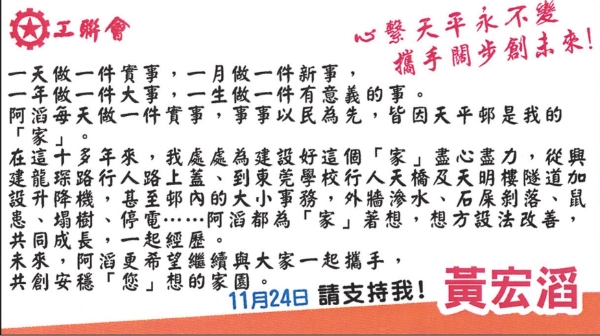 工聯會
心繫天平永不變
攜手闊步創未來!
一天做一件實事，一月做一件新事，
一年做一件大事，一生做一件有意義的事。
阿滔每天做一件實事，事事以民為先，皆因天平邨是我的
「家」。
在這十多年來，我處處為建設好這個「家」盡心盡力，從興
建龍琛路行人路上蓋、到東莞學校行人天橋及天明樓隧道加
設升降機，甚至邨內的大小事務，外牆滲水、石屎剝落、鼠
患、塌樹、停電……阿滔都為「家」著想，想方設法改善，
共同成長，一起經歷。
未來，阿滔更希望繼續與大家一起攜手，
共創安穩「您」想的家園。
11月24日 請支持我! 黃宏滔